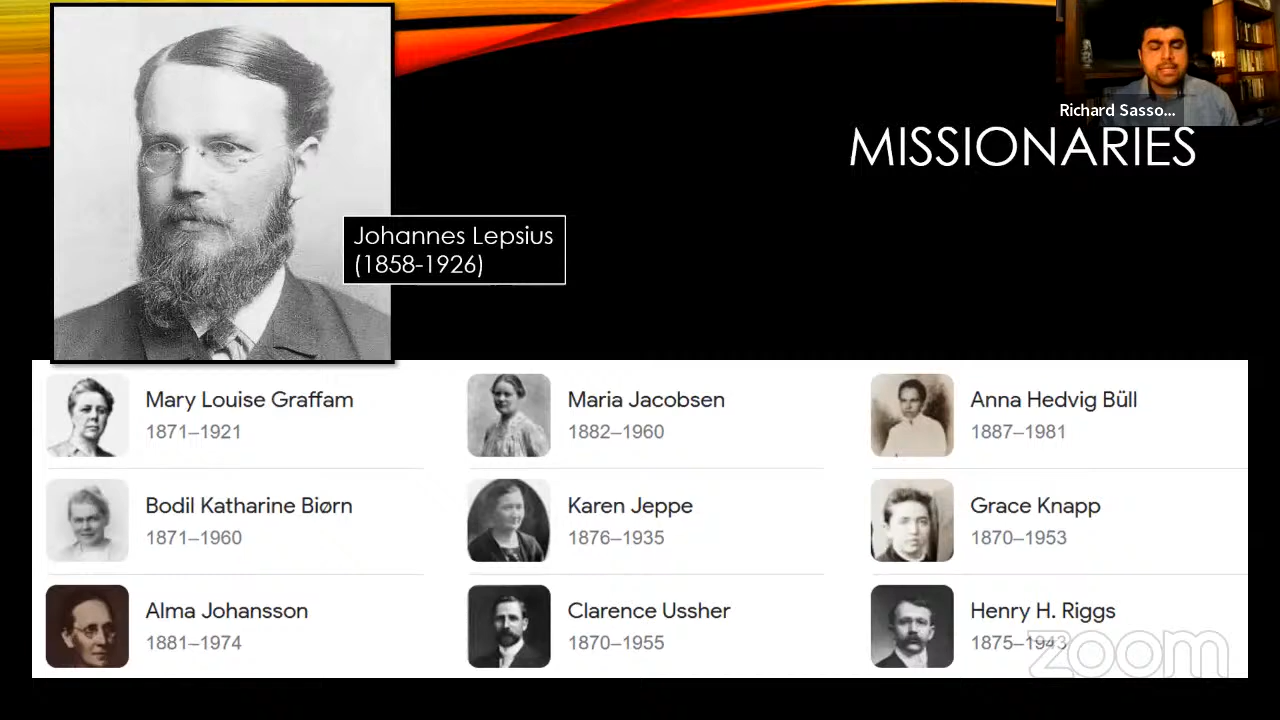 Richard Sasso...
MISSIONARIES
Johannes Lepsius
(1858-1926)
Mary Louise Graffam
1871–1921
Maria Jacobsen
1882–1960
Anna Hedvig Büll
1887–1981
Bodil Katharine Biørn
1871–1960
Karen Jeppe
1876–1935
Grace Knapp
1870–1953
Alma Johansson
1881–1974
Clarence Ussher
1870–1955
Henry H. Riggs
1875–1943
zoom